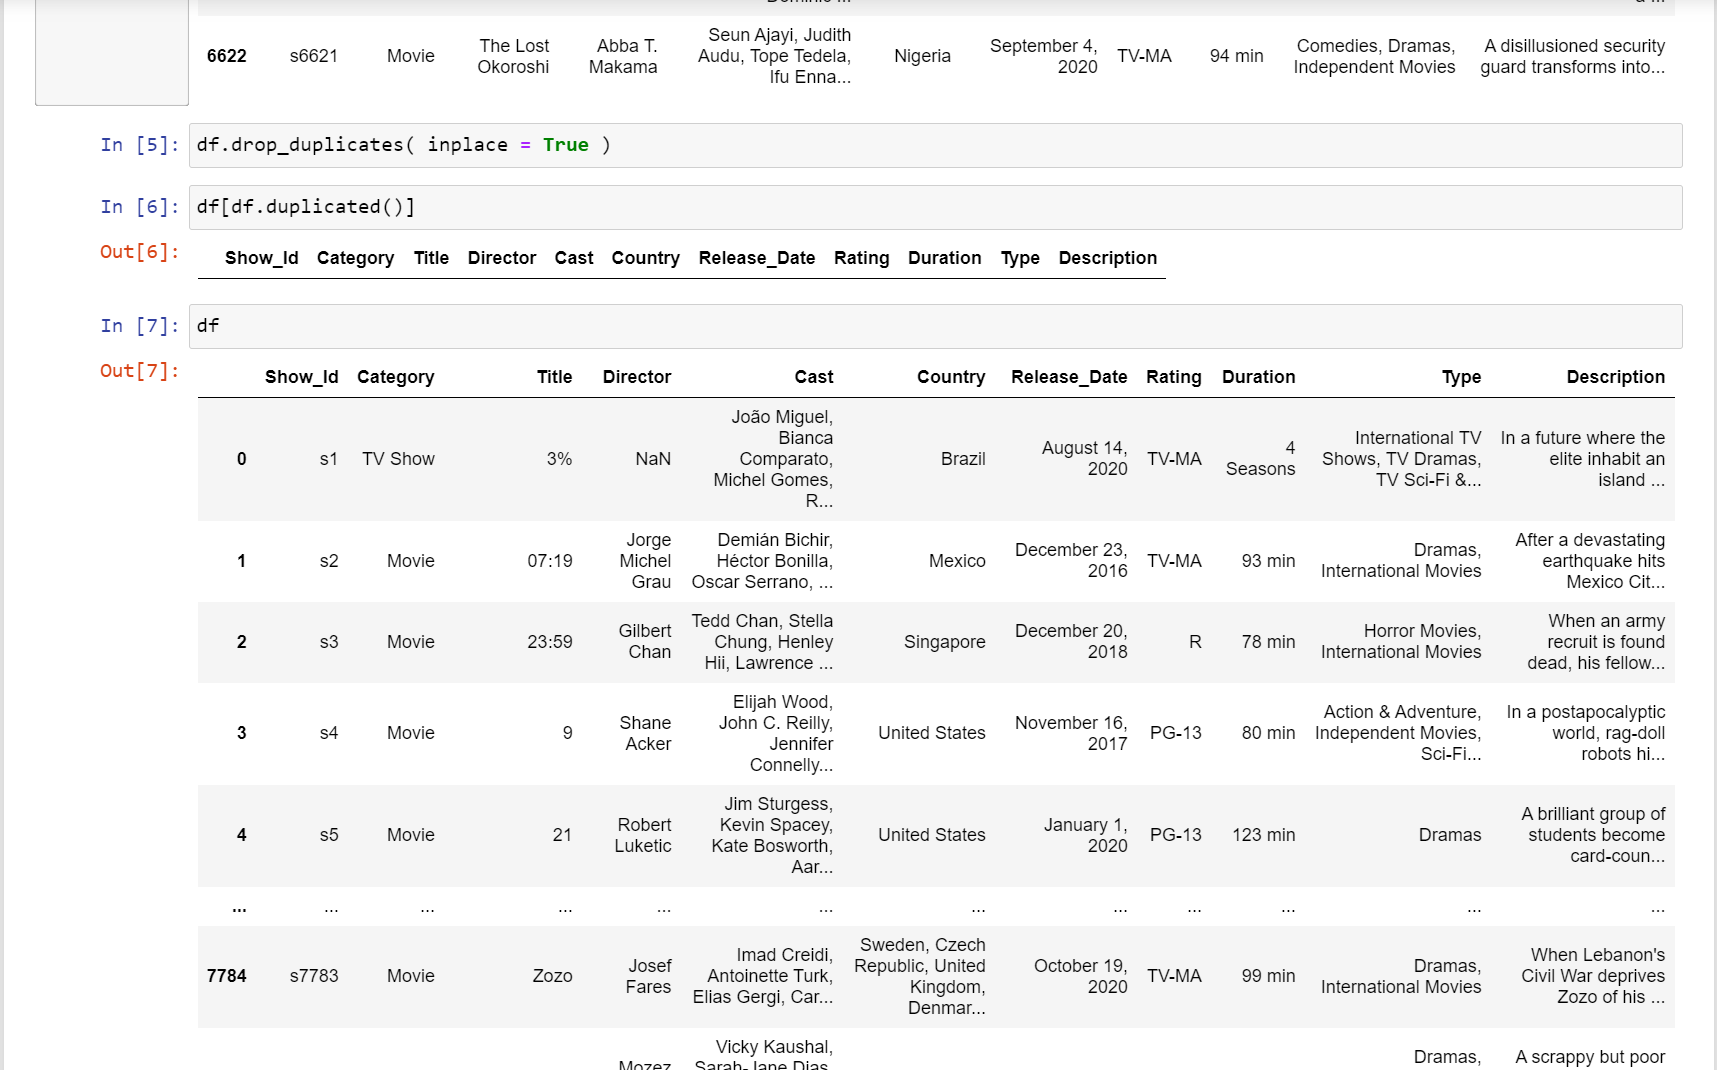 6622 s6621 Movie The Lost Okoroshi Abba T. Makama Seun Ajayi, Judith Audu, Tope Tedela, Ifu Enna... Nigeria September 4, 2020 TV-MA 94 min Comedies, Dramas, Independent Movies A disillusioned security guard transforms into...
In [5]: df.drop_duplicates( inplace = True )
In [6]: df[df.duplicated()]
Out[6]:
Show_Id Category Title Director Cast Country Release_Date Rating Duration Type Description
In [7]: df
Out[7]:
Show_Id Category Title Director Cast Country Release_Date Rating Duration Type Description
0 s1 TV Show 3% NaN João Miguel, Bianca Comparato, Michel Gomes, R... Brazil August 14, 2020 TV-MA 4 Seasons International TV Shows, TV Dramas, TV Sci-Fi &... In a future where the elite inhabit an island ...
1 s2 Movie 07:19 Jorge Michel Grau Demián Bichir, Héctor Bonilla, Oscar Serrano, ... Mexico December 23, 2016 TV-MA 93 min Dramas, International Movies After a devastating earthquake hits Mexico Cit...
2 s3 Movie 23:59 Gilbert Chan Tedd Chan, Stella Chung, Henley Hii, Lawrence ... Singapore December 20, 2018 R 78 min Horror Movies, International Movies When an army recruit is found dead, his fellow...
3 s4 Movie 9 Shane Acker Elijah Wood, John C. Reilly, Jennifer Connelly... United States November 16, 2017 PG-13 80 min Action & Adventure, Independent Movies, Sci-Fi... In a postapocalyptic world, rag-doll robots hi...
4 s5 Movie 21 Robert Luketic Jim Sturgess, Kevin Spacey, Kate Bosworth, Aar... United States January 1, 2020 PG-13 123 min Dramas A brilliant group of students become card-coun...
... ... ... ... ... ... ... ... ... ... ... ...
7784 s7783 Movie Zozo Josef Fares Imad Creidi, Antoinette Turk, Elias Gergi, Car... Sweden, Czech Republic, United Kingdom, Denmar... October 19, 2020 TV-MA 99 min Dramas, International Movies When Lebanon's Civil War deprives Zozo of his ...
Mozez Vicky Kaushal, Sarah-Jane Dias, Dramas, A scrappy but poor